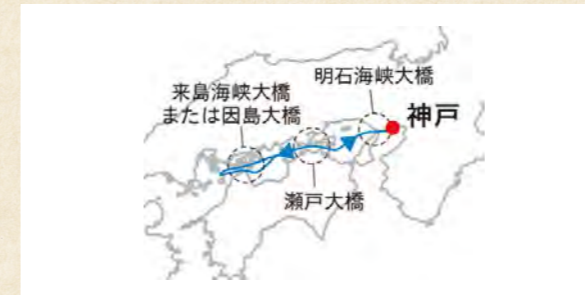 明石海峡大橋
来島海峡大橋
または因島大橋
神戸
瀬戸大橋